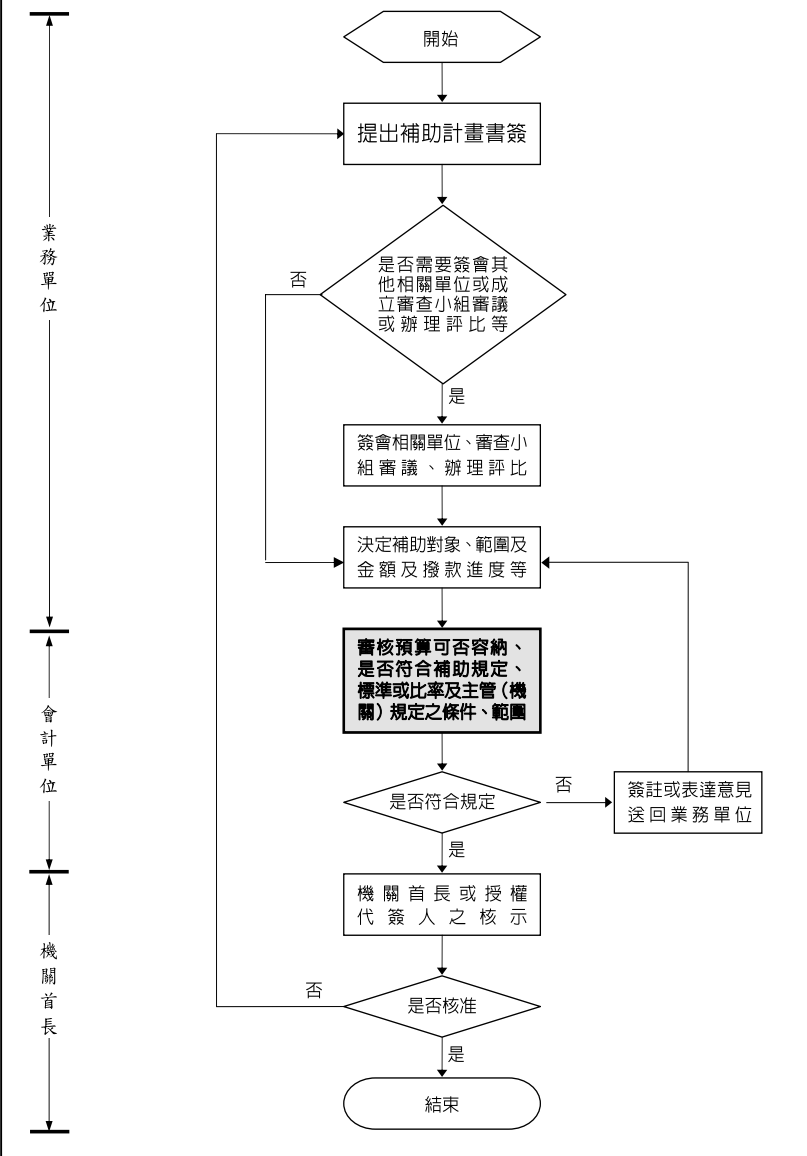 開始
提出補助計畫書簽
是否需要簽會其
他相關單位或成
立審查小組審議
或辦理評比等
否
是
簽會相關單位、審查小
組審議、辦理評比
決定補助對象、範圍及
金額及撥款進度等
業務單位
審核預算可否容納、
是否符合補助規定、
標準或比率及主管(機
關)規定之條件、範圍
是否符合規定
否
簽註或表達意見
送回業務單位
是
會計單位
機關首長或授權
代簽人之核示
是否核准
否
是
結束
機關首長